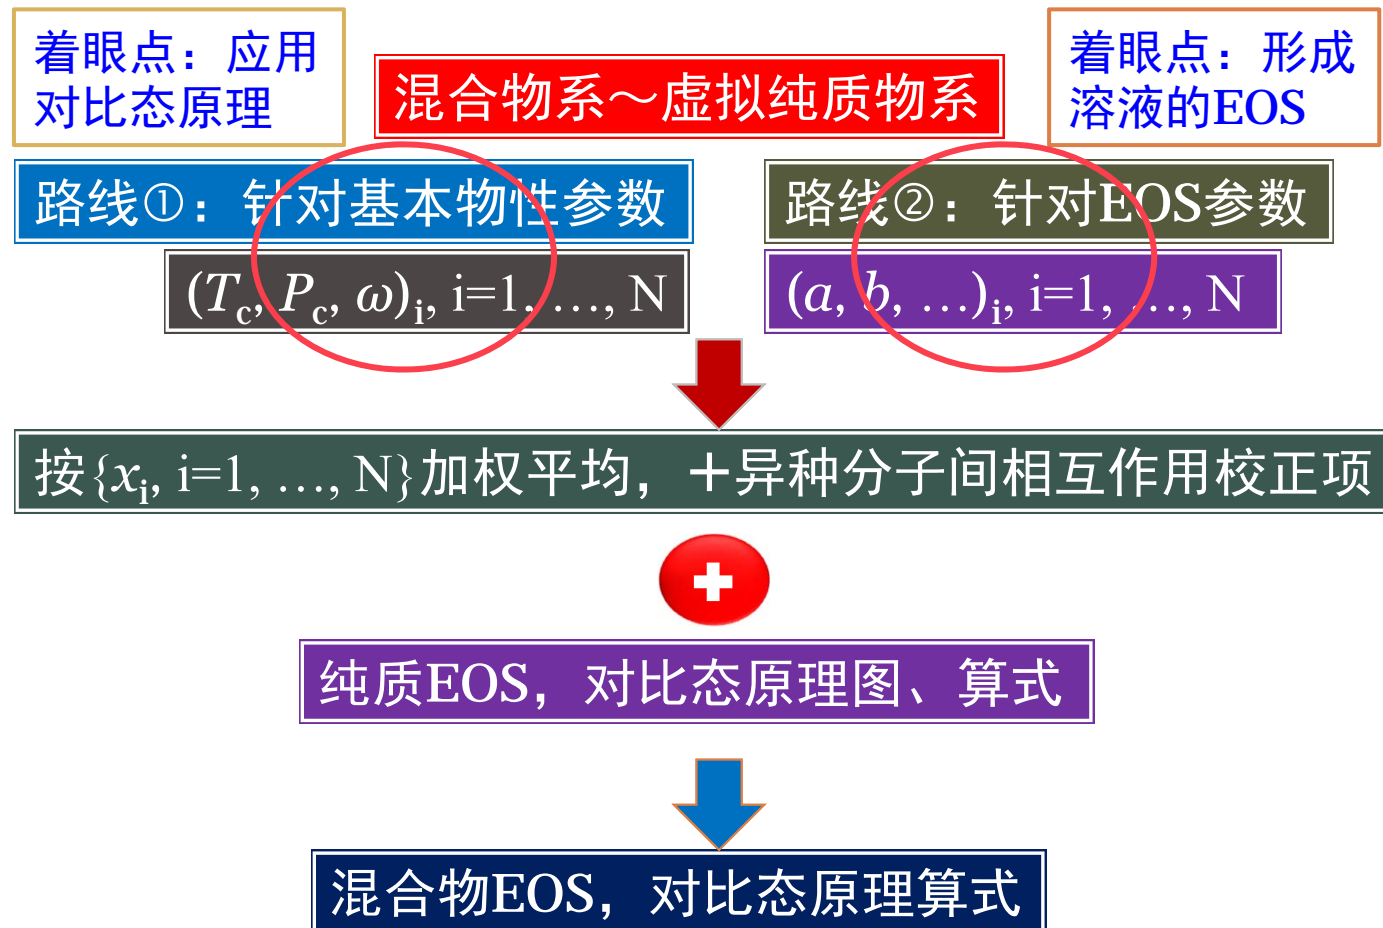 着眼点：应用
对比态原理
混合物系～虚拟纯质物系
着眼点：形成
溶液的EOS
路线①：针对基本物性参数
(Tc, Pc, ω)i, i=1, …, N
路线②：针对EOS参数
(a, b, …)i, i=1, …, N
按{xi, i=1, …, N}加权平均，＋异种分子间相互作用校正项
纯质EOS，对比态原理图、算式
混合物EOS，对比态原理算式